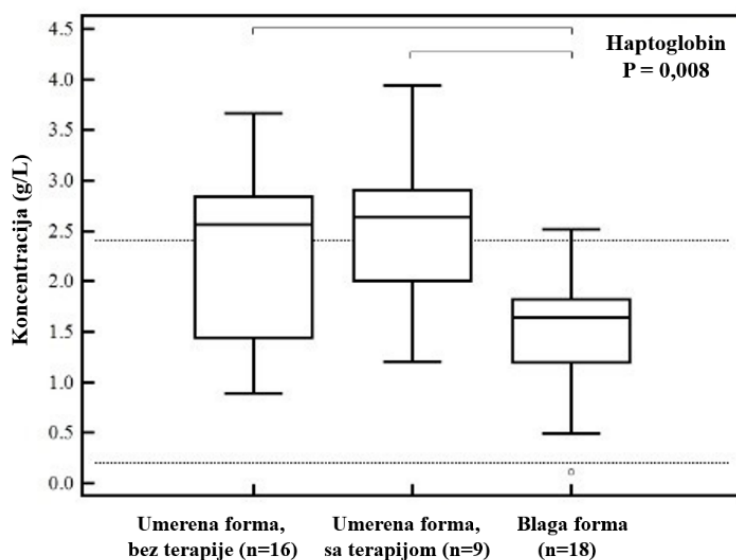 Haptoglobin
P = 0,008
Koncentracija (g/L)
4.5
4.0
3.5
3.0
2.5
2.0
1.5
1.0
0.5
0.0
Umerena forma,
bez terapije (n=16)
Umerena forma,
sa terapijom (n=9)
Blaga forma
(n=18)